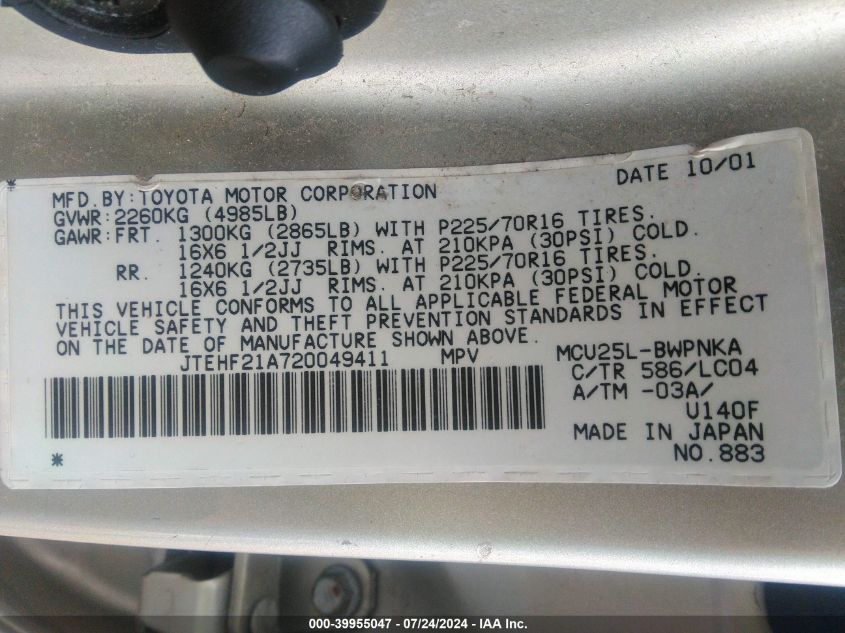 DATE 10/01
MFD.BY:TOYOTA MOTOR CORPORATION
GVWR:2260KG (4985LB)
GAWR:FRT. 1300KG (2865LB) WITH P225/70R16 TIRES.
16X6 1/2JJ RIMS. AT 210KPA (30PSI) COLD.
RR. 1240KG (2735LB) WITH P225/70R16 TIRES.
16X6 1/2JJ RIMS. AT 210KPA (30PSI) COLD.
THIS VEHICLE CONFORMS TO ALL APPLICABLE FEDERAL MOTOR
VEHICLE SAFETY AND THEFT PREVENTION STANDARDS IN EFFECT
ON THE DATE OF MANUFACTURE SHOWN ABOVE.
JTEHF21A720049411 MPV MCU25L-BWPNKA
C/TR 586/LC04
A/TM -03A/
U140F
MADE IN JAPAN
* NO.883
000-39955047 - 07/24/2024 - IAA Inc.